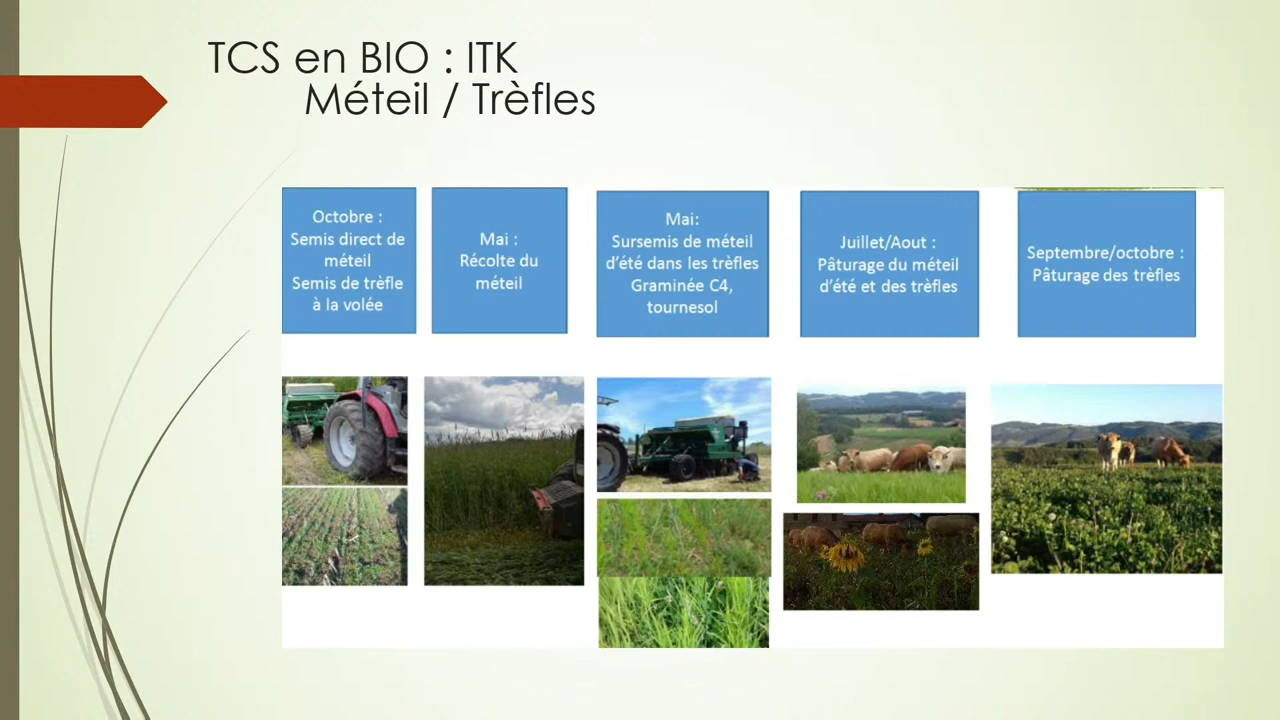 TCS en BIO : ITK
Méteil / Trèfles
Octobre :
Semis direct de
méteil
Semis de trèfle
à la volée
Mai :
Récolte du
méteil
Mai:
Sursemis de méteil
d'été dans les trèfles
Graminée C4,
tournesol
Juillet/Aout :
Pâturage du méteil
d'été et des trèfles
Septembre/octobre :
Pâturage des trèfles